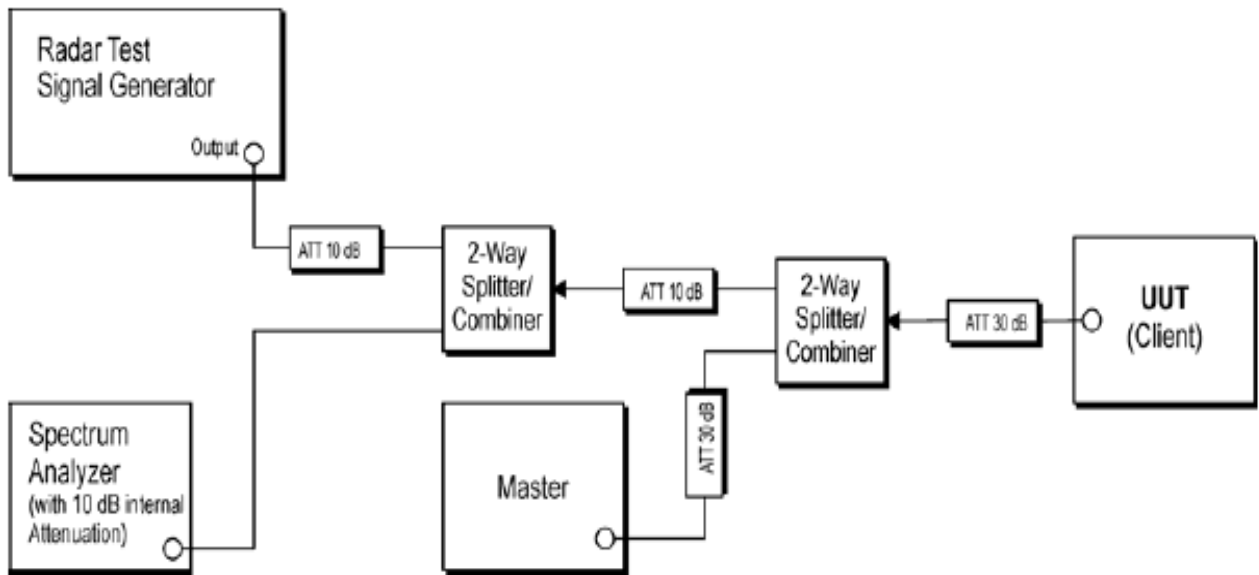 Radar Test
Signal Generator
Output
ATT 10 dB
2-Way
Splitter/
Combiner
ATT 10 dB
2-Way
Splitter/
Combiner
ATT 30 dB
UUT
(Client)
ATT 30 dB
Spectrum
Analyzer
(with 10 dB internal
Attenuation)
Master